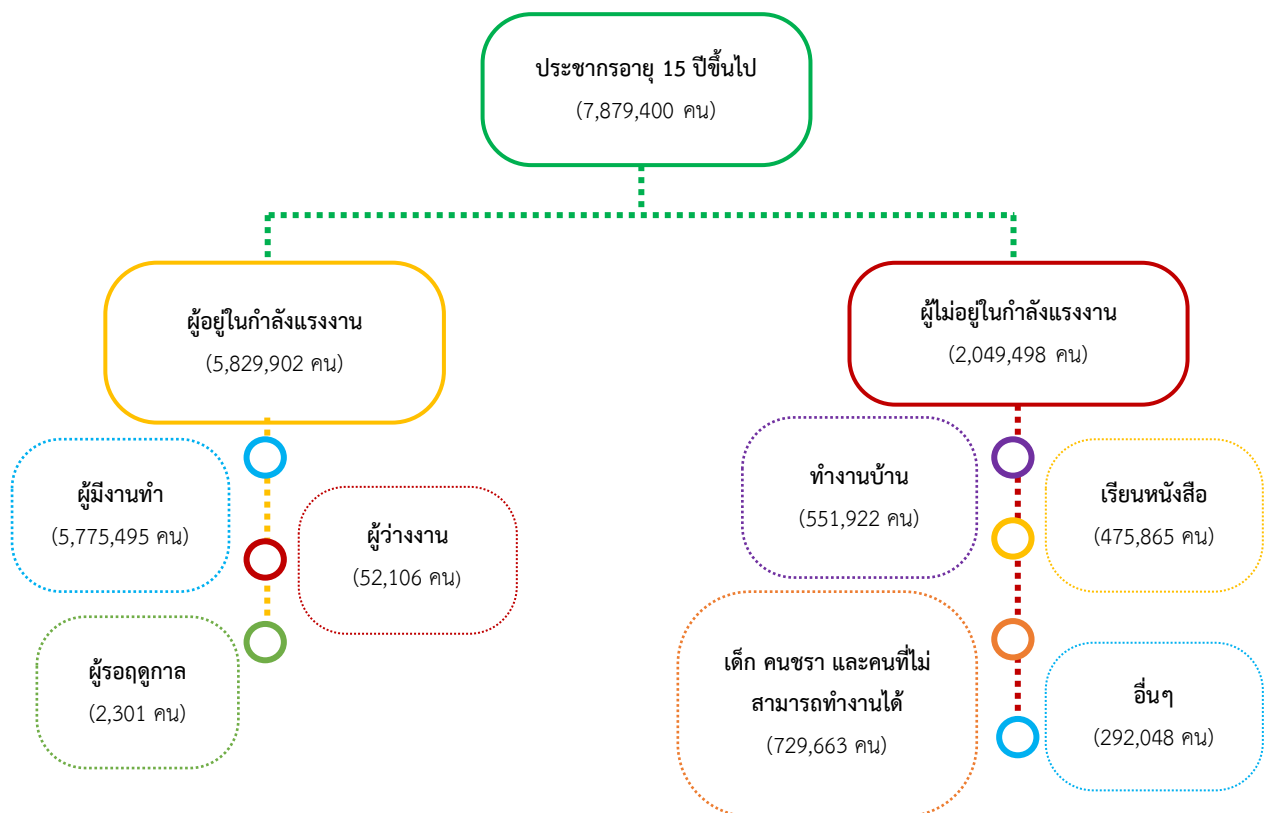 ประชากรอายุ 15 ปีขึ้นไป
(7,879,400 คน)
ผู้อยู่ในกำลังแรงงาน
(5,829,902 คน)
ผู้ไม่อยู่ในกำลังแรงงาน
(2,049,498 คน)
ผู้มีงานทำ
(5,775,495 คน)
ผู้ว่างงาน
(52,106 คน)
ผู้รอฤดูกาล
(2,301 คน)
ทำงานบ้าน
(551,922 คน)
เรียนหนังสือ
(475,865 คน)
เด็ก คนชรา และคนที่ไม่
สามารถทำงานได้
(729,663 คน)
อื่นๆ
(292,048 คน)